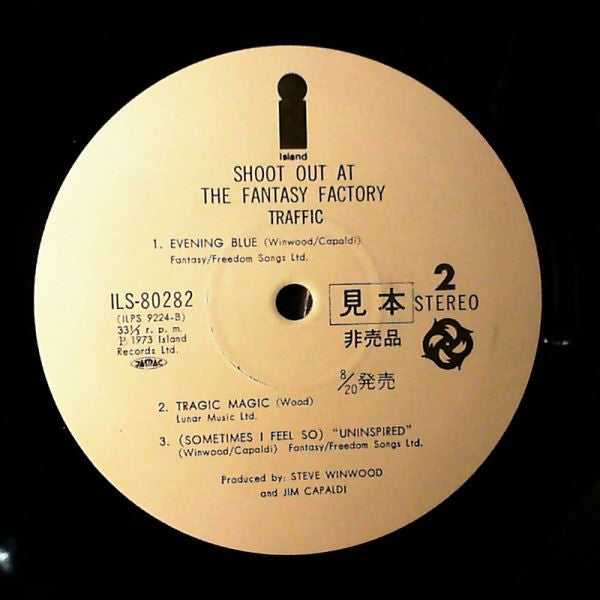 Island
SHOOT OUT AT
THE FANTASY FACTORY
TRAFFIC
1. EVENING BLUE (Winwood/Capaldi)
Fantasy/Freedom Songs Ltd.
ILS-80282
(ILPS 9224-B)
33⅓ r. p. m.
℗ 1973 Island
Records Ltd.
JASRAC
見本
非売品
8/20発売
2
STEREO
2. TRAGIC MAGIC (Wood)
Lunar Music Ltd.
3. (SOMETIMES I FEEL SO) "UNINSPIRED"
(Winwood/Capaldi) Fantasy/Freedom Songs Ltd.
Produced by: STEVE WINWOOD
and JIM CAPALDI